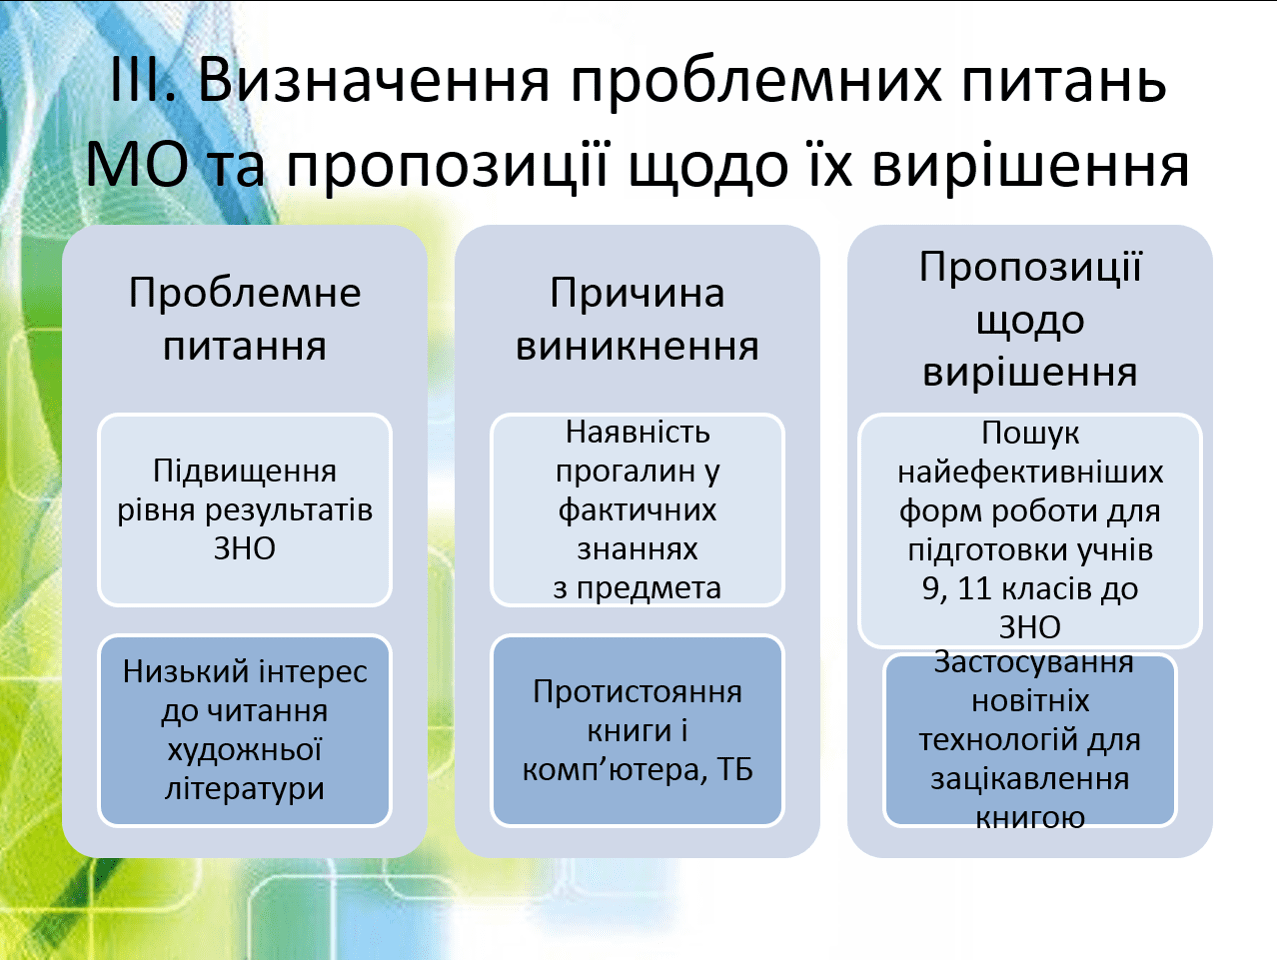 III. Визначення проблемних питань
МО та пропозиції щодо їх вирішення
Проблемне
питання
Підвищення
рівня результатів
ЗНО
Низький інтерес
до читання
художньої
літератури
Причина
виникнення
Наявність
прогалин у
фактичних
знаннях
з предмета
Протистояння
книги і
комп’ютера, ТБ
Пропозиції
щодо
вирішення
Пошук
найефективніших
форм роботи для
підготовки учнів
9, 11 класів до
ЗНО
Застосування
новітніх
технологій для
зацікавлення
книгою